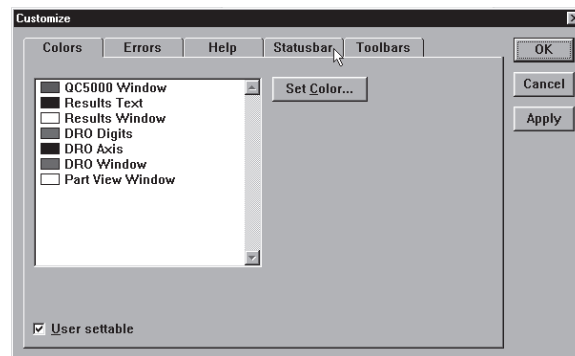 Customize
Colors Errors Help Statusbar Toolbars
OK
Cancel
Apply
QC5000 Window
Results Text
Results Window
DRO Digits
DRO Axis
DRO Window
Part View Window
Set Color...
User settable